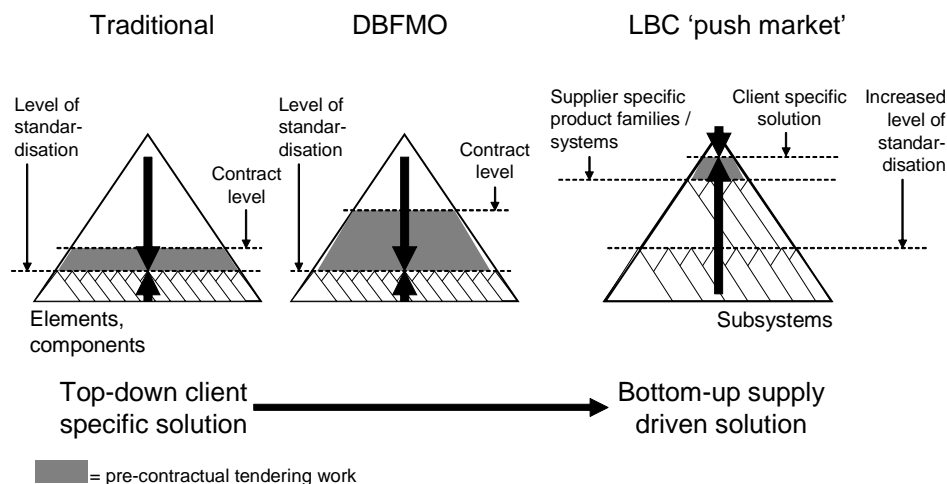 Traditional
DBFMO
LBC ‘push market’
Level of
standar-
disation
Contract
level
Level of
standar-
disation
Contract
level
Supplier specific
product families /
systems
Client specific
solution
Increased
level of
standar-
disation
Elements,
components
Subsystems
Top-down client
specific solution
Bottom-up supply
driven solution
= pre-contractual tendering work